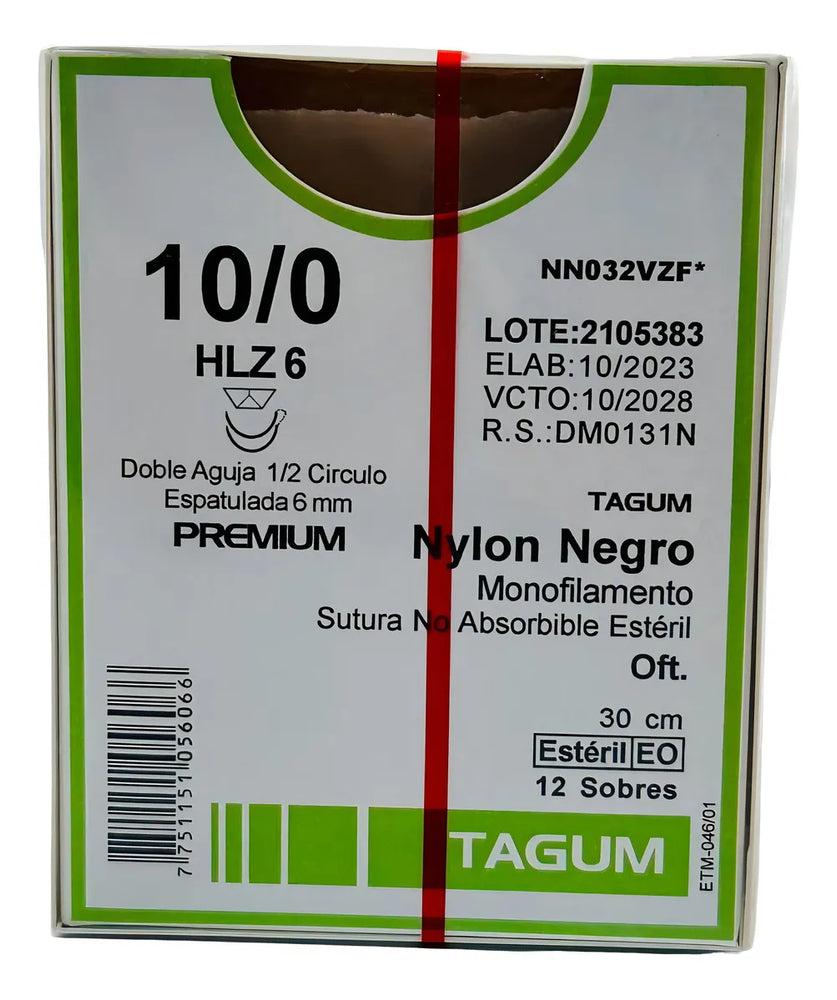 10/0
HLZ 6
Doble Aguja 1/2 Circulo
Espatulada 6 mm
PREMIUM
NN032VZF*
LOTE:2105383
ELAB:10/2023
VCTO:10/2028
R.S.:DM0131N
TAGUM
Nylon Negro
Monofilamento
Sutura No Absorbible Estéril
Oft.
30 cm
Estéril EO
12 Sobres
7 751151 056066
TAGUM
ETM-046/01